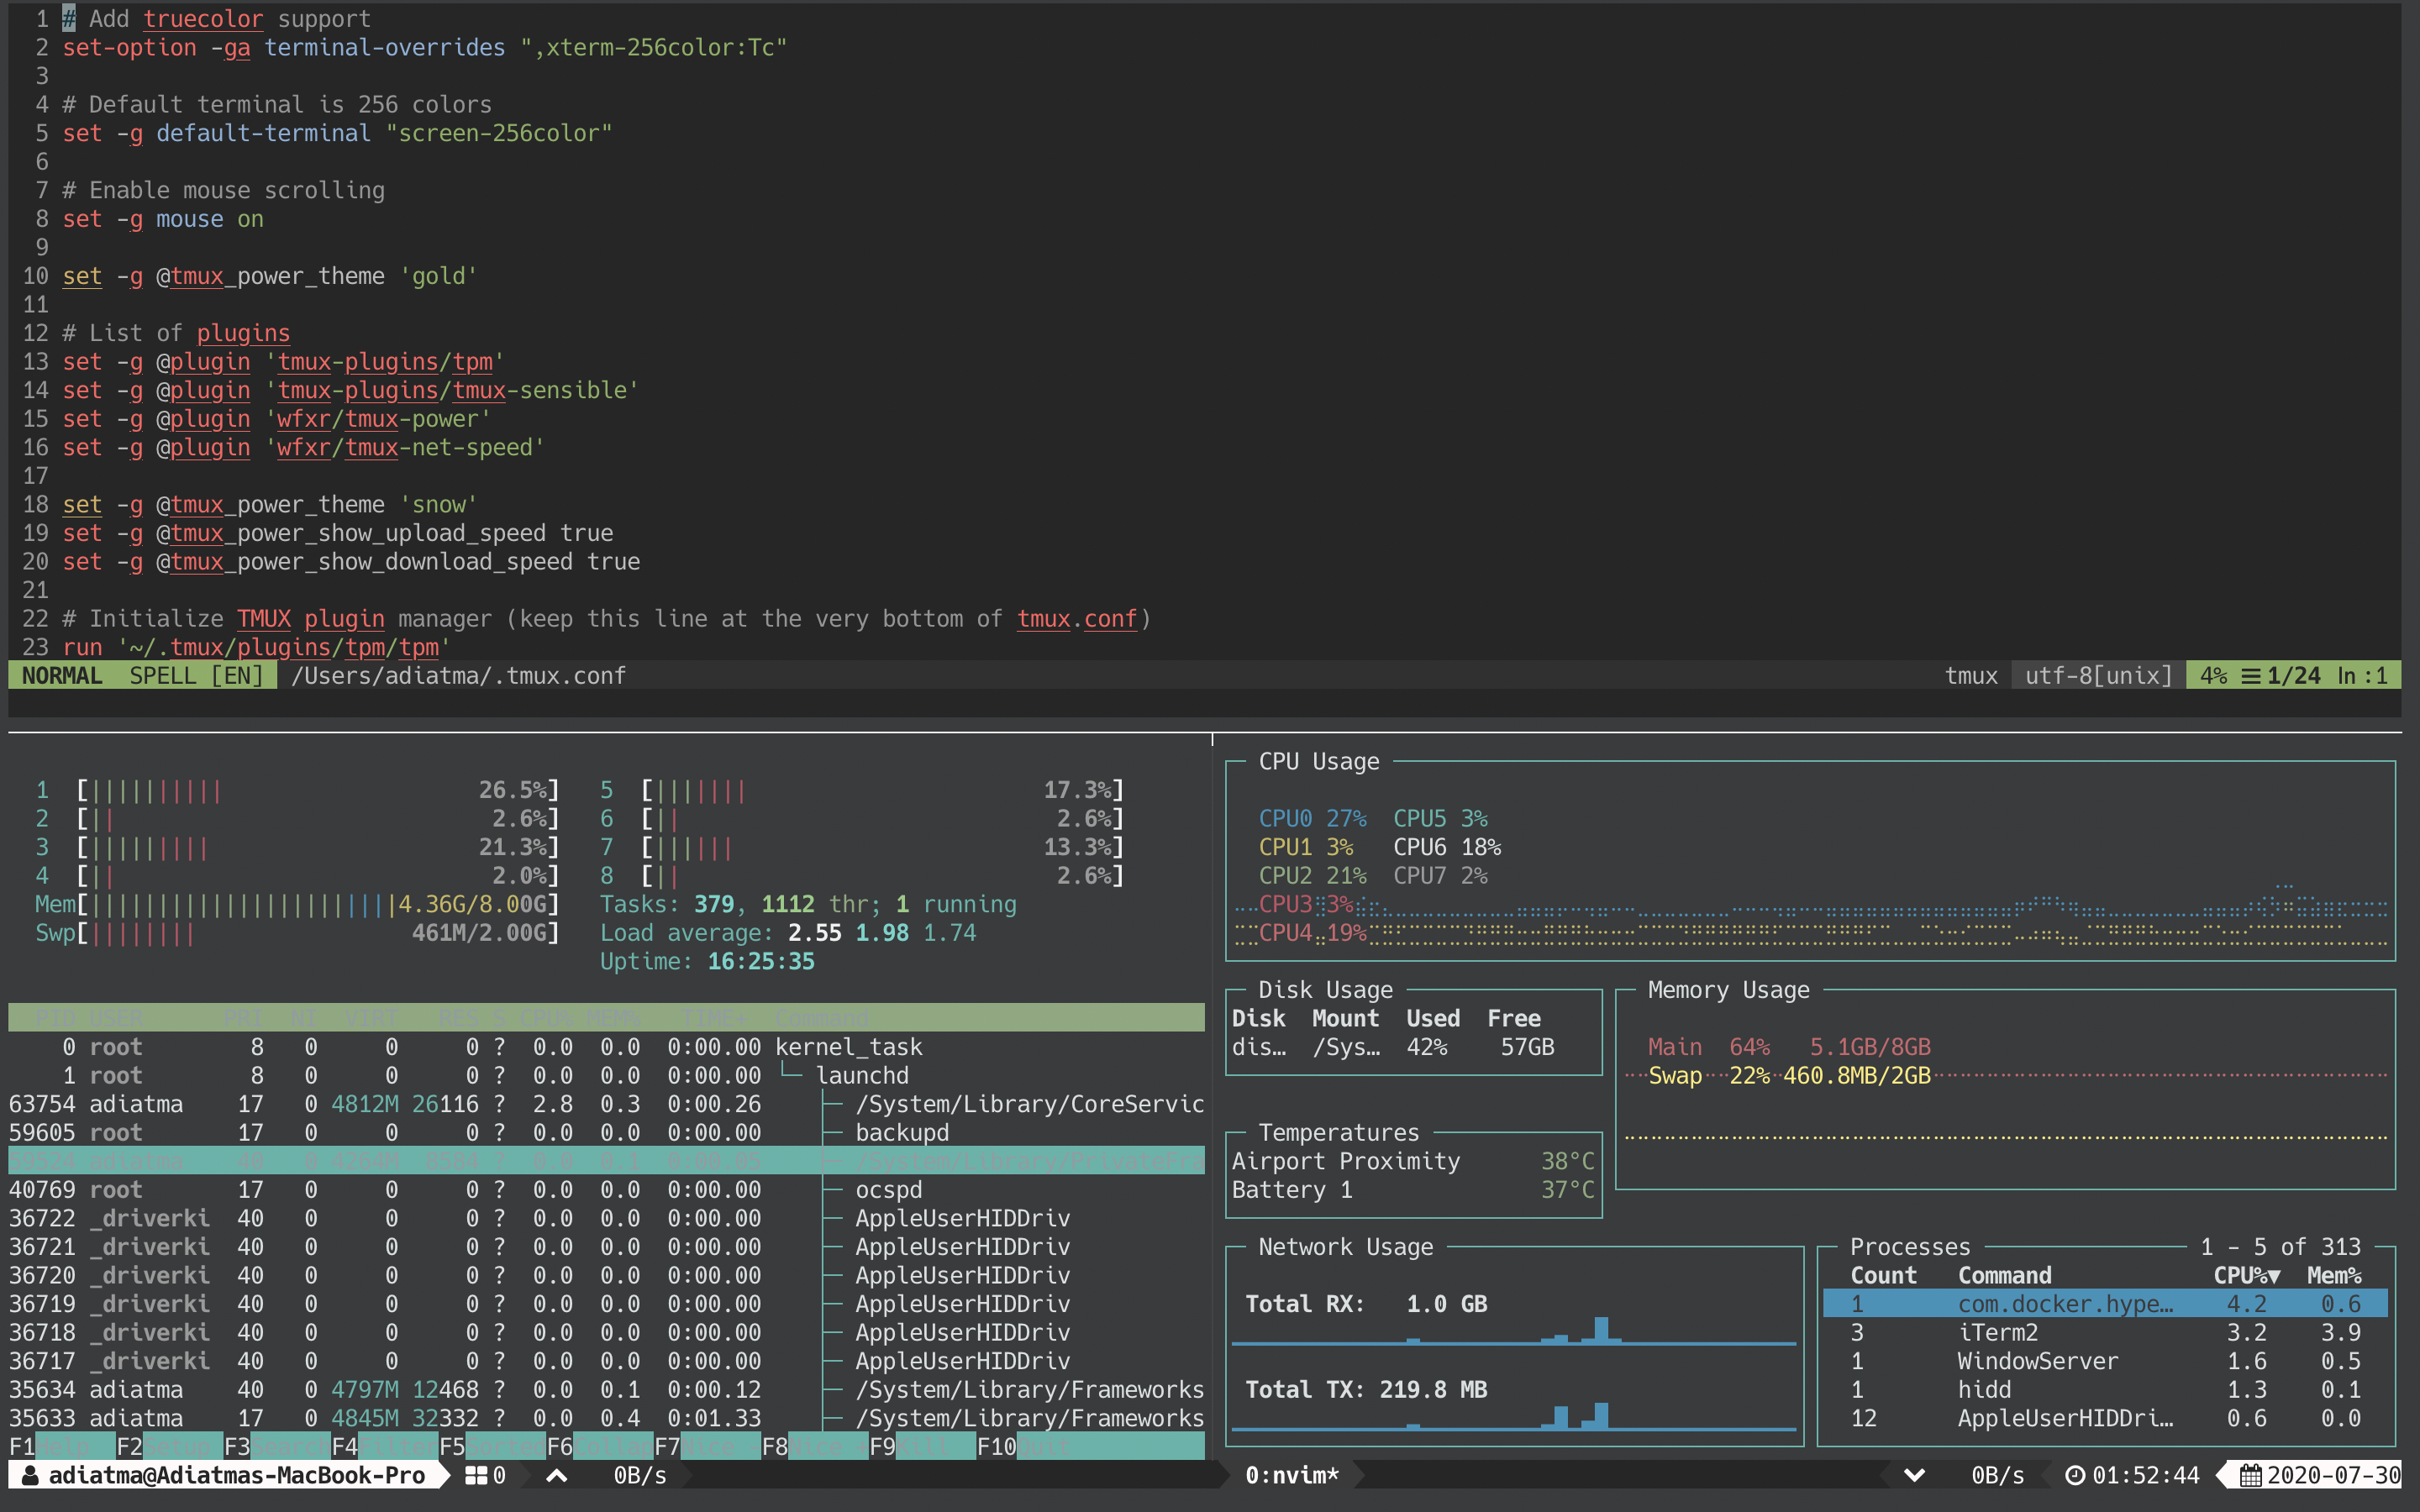 1 # Add truecolor support
2 set-option -ga terminal-overrides ",xterm-256color:Tc"
3
4 # Default terminal is 256 colors
5 set -g default-terminal "screen-256color"
6
7 # Enable mouse scrolling
8 set -g mouse on
9
10 set -g @tmux_power_theme 'gold'
11
12 # List of plugins
13 set -g @plugin 'tmux-plugins/tpm'
14 set -g @plugin 'tmux-plugins/tmux-sensible'
15 set -g @plugin 'wfxr/tmux-power'
16 set -g @plugin 'wfxr/tmux-net-speed'
17
18 set -g @tmux_power_theme 'snow'
19 set -g @tmux_power_show_upload_speed true
20 set -g @tmux_power_show_download_speed true
21
22 # Initialize TMUX plugin manager (keep this line at the very bottom of tmux.conf)
23 run '~/.tmux/plugins/tpm/tpm'
NORMAL SPELL [EN] /Users/adiatma/.tmux.conf tmux utf-8[unix] 4% ☰ 1/24 ln :1
1 [|||||||||| 26.5%] 5 [||||||| 17.3%]
2 [|| 2.6%] 6 [|| 2.6%]
3 [||||||||| 21.3%] 7 [|||||| 13.3%]
4 [|| 2.0%] 8 [|| 2.6%]
Mem[|||||||||||||||||||||||4.36G/8.00G] Tasks: 379, 1112 thr; 1 running
Swp[|||||||| 461M/2.00G] Load average: 2.55 1.98 1.74
Uptime: 16:25:35
PID USER PRI NI VIRT RES S CPU% MEM% TIME+ Command
0 root 8 0 0 0 ? 0.0 0.0 0:00.00 kernel_task
1 root 8 0 0 0 ? 0.0 0.0 0:00.00 └─ launchd
63754 adiatma 17 0 4812M 26116 ? 2.8 0.3 0:00.26 ├─ /System/Library/CoreServic
59605 root 17 0 0 0 ? 0.0 0.0 0:00.00 ├─ backupd
59524 adiatma 40 0 4264M 8584 ? 0.0 0.1 0:00.05 ├─ /System/Library/PrivateFra
40769 root 17 0 0 0 ? 0.0 0.0 0:00.00 ├─ ocspd
36722 _driverki 40 0 0 0 ? 0.0 0.0 0:00.00 ├─ AppleUserHIDDriv
36721 _driverki 40 0 0 0 ? 0.0 0.0 0:00.00 ├─ AppleUserHIDDriv
36720 _driverki 40 0 0 0 ? 0.0 0.0 0:00.00 ├─ AppleUserHIDDriv
36719 _driverki 40 0 0 0 ? 0.0 0.0 0:00.00 ├─ AppleUserHIDDriv
36718 _driverki 40 0 0 0 ? 0.0 0.0 0:00.00 ├─ AppleUserHIDDriv
36717 _driverki 40 0 0 0 ? 0.0 0.0 0:00.00 ├─ AppleUserHIDDriv
35634 adiatma 40 0 4797M 12468 ? 0.0 0.1 0:00.12 ├─ /System/Library/Frameworks
35633 adiatma 17 0 4845M 32332 ? 0.0 0.4 0:01.33 ├─ /System/Library/Frameworks
F1Help F2Setup F3Search F4Filter F5Sorted F6Collap F7Nice - F8Nice + F9Kill F10Quit
CPU Usage
CPU0 27% CPU5 3%
CPU1 3% CPU6 18%
CPU2 21% CPU7 2%
CPU3 3%
CPU4 19%
Disk Usage
Disk Mount Used Free
dis… /Sys… 42% 57GB
Memory Usage
Main 64% 5.1GB/8GB
Swap 22% 460.8MB/2GB
Temperatures
Airport Proximity 38°C
Battery 1 37°C
Network Usage
Total RX: 1.0 GB
Total TX: 219.8 MB
Processes 1 - 5 of 313
Count Command CPU%▼ Mem%
1 com.docker.hype… 4.2 0.6
3 iTerm2 3.2 3.9
1 WindowServer 1.6 0.5
1 hidd 1.3 0.1
12 AppleUserHIDDri… 0.6 0.0
adiatma@Adiatmas-MacBook-Pro 0 0B/s 0:nvim* 0B/s 01:52:44 2020-07-30